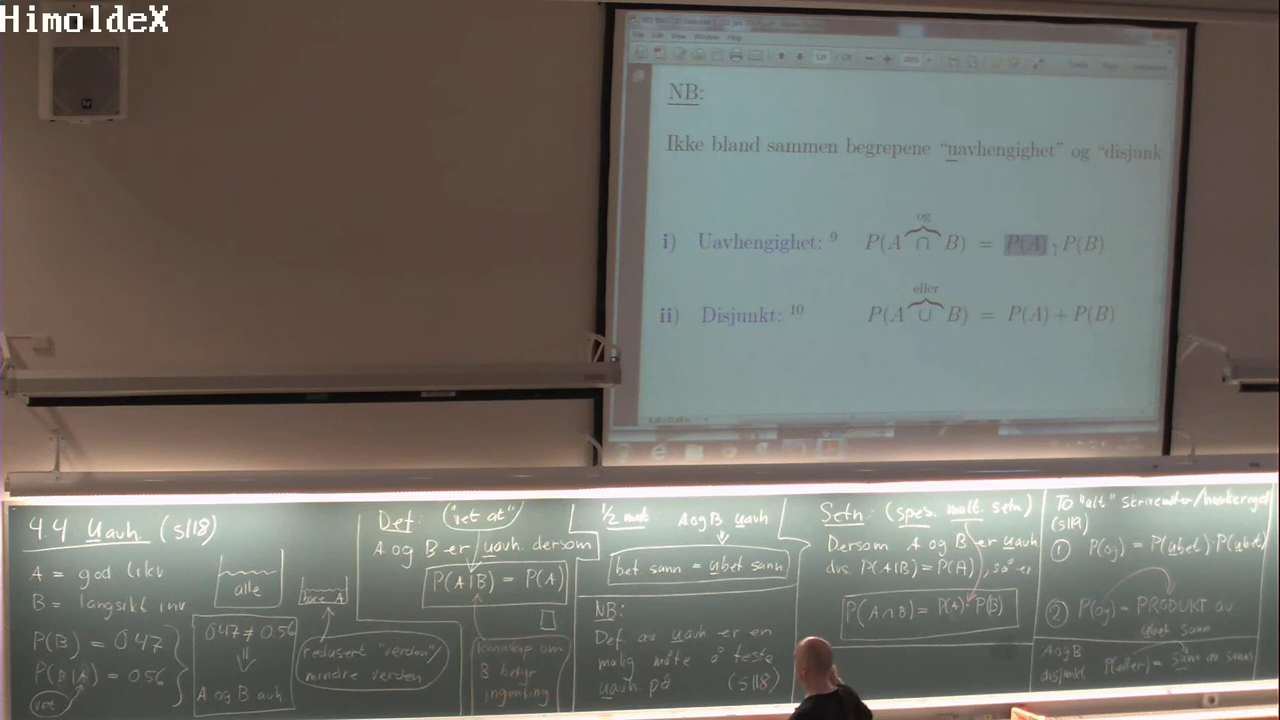 HimoldeX
NB:
Ikke bland sammen begrepene “uavhengighet” og “disjunk
og
i) Uavhengighet: 9 P(A ∩ B) = P(A) · P(B)
eller
ii) Disjunkt: 10 P(A ∪ B) = P(A) + P(B)
4.4 Uavh. (s118)
A = god likv
B = langsikt inv
P(B) = 0.47
P(B|A) = 0.56
vet
alle
0.47 ≠ 0.56
⇓
A og B avh.
redusert "verden"/
mindre verden
Def: "vet at"
A og B er uavh. dersom
P(A|B) = P(A)
kunnskap om
B betyr
ingenting
1/2 min: A og B uavh
⇓
bet sann = ubet sann
NB:
Def av uavh er en
mulig måte å teste
uavh på (s118)
Setn: (spes. mult. setn)
Dersom A og B er uavh
dvs. P(A|B) = P(A), så er
P(A∩B) = P(A)·P(B)
To "alt" skrivemåter/huskeregel
(s119)
① P(og) = P(ubet)·P(ubet)
② P(og) = PRODUKT av
ubet sann
A og B
disjunkt P(eller) = Sum av sanns